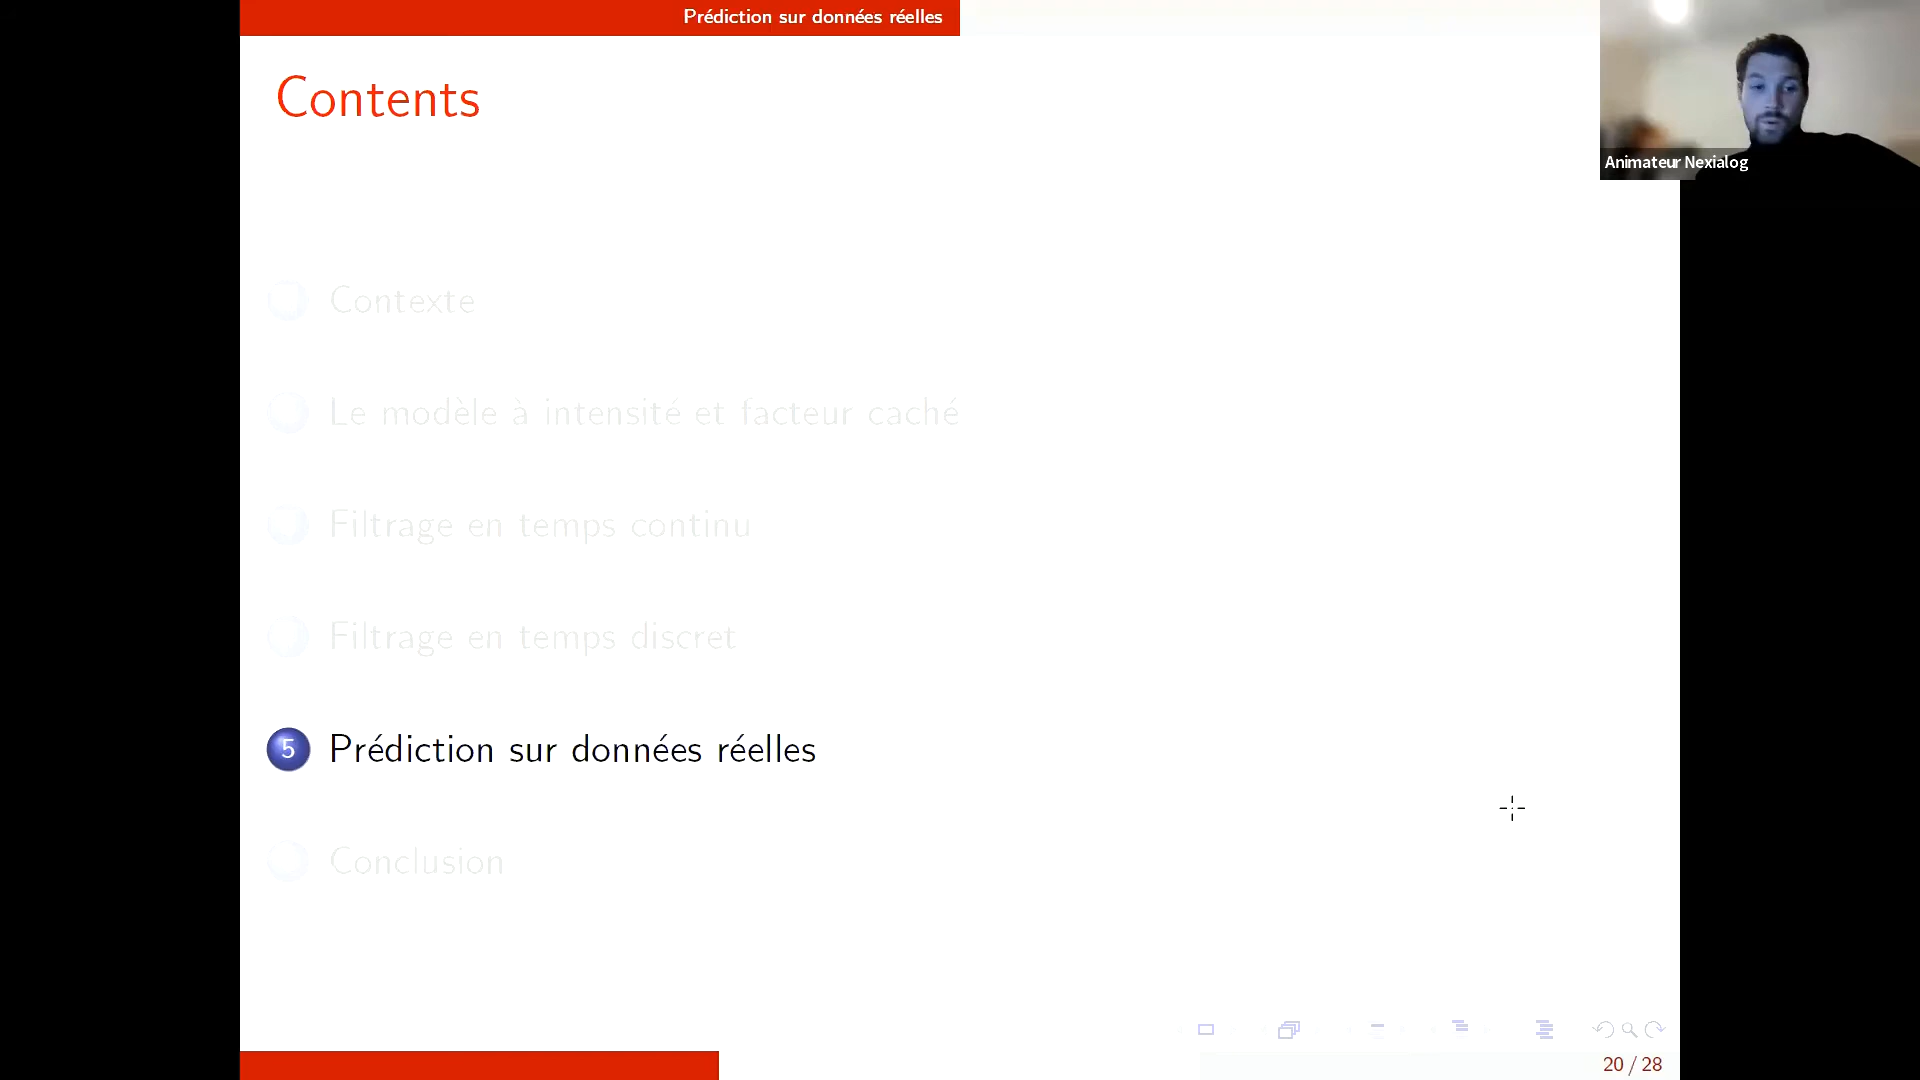 Prédiction sur données réelles
Contents
Animateur Nexialog
Contexte
Le modèle à intensité et facteur caché
Filtrage en temps continu
Filtrage en temps discret
5 Prédiction sur données réelles
Conclusion
20 / 28